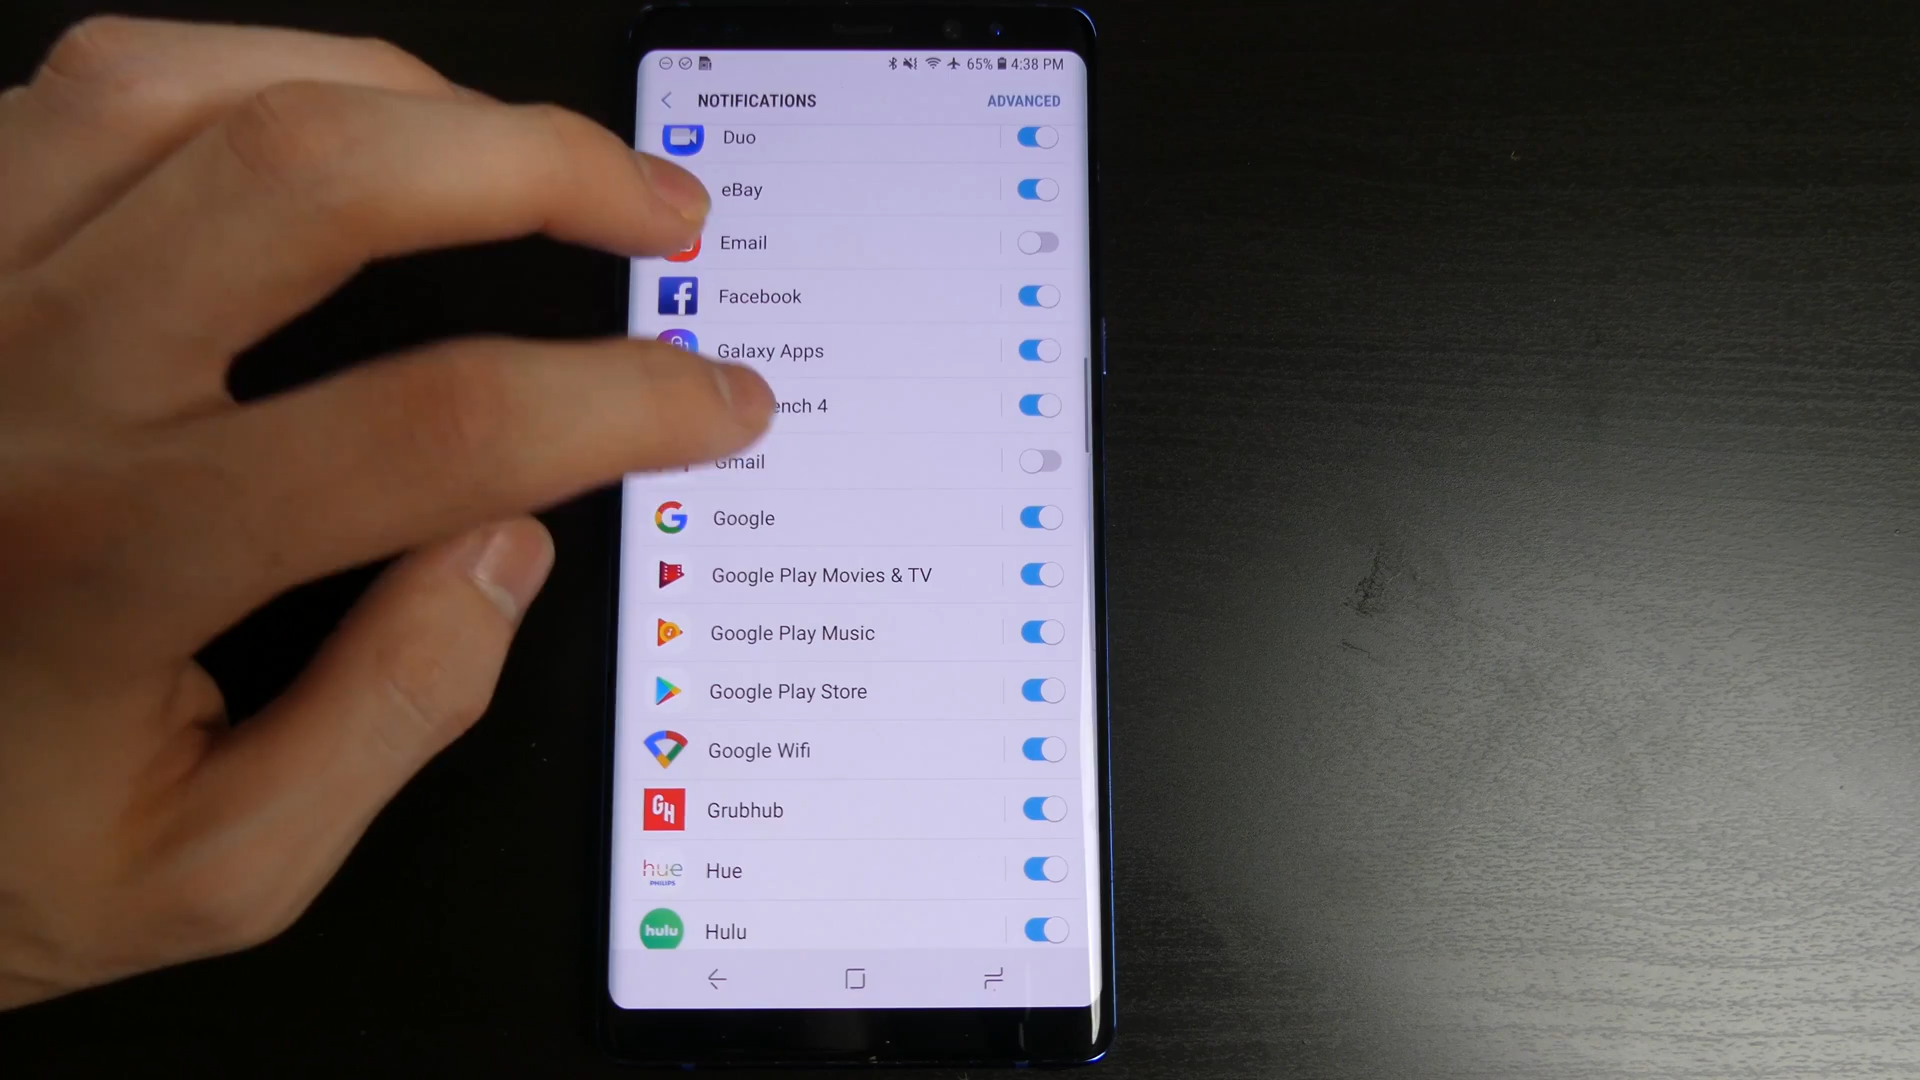 65% 4:38 PM
NOTIFICATIONS ADVANCED
Duo
eBay
Email
Facebook
Galaxy Apps
ench 4
Gmail
Google
Google Play Movies & TV
Google Play Music
Google Play Store
Google Wifi
GH Grubhub
hue PHILIPS Hue
hulu Hulu